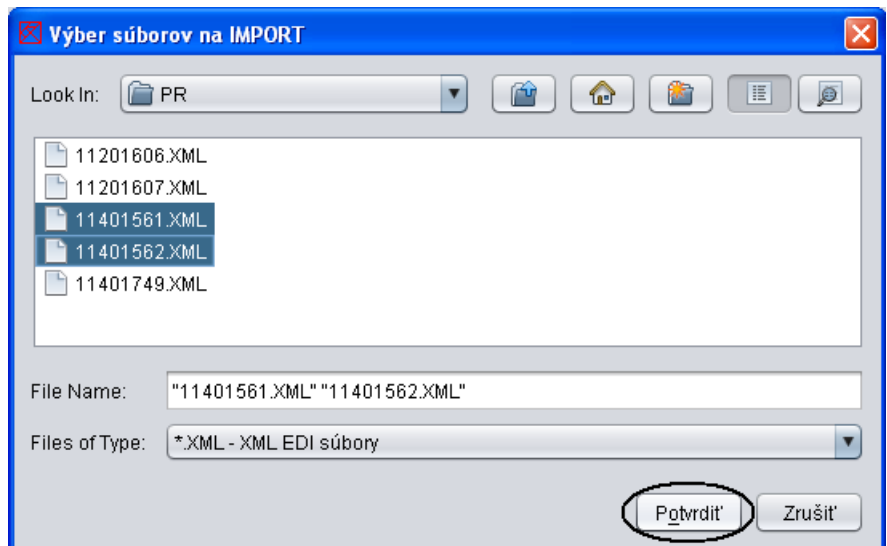 Výber súborov na IMPORT
Look In: PR
11201606.XML
11201607.XML
11401561.XML
11401562.XML
11401749.XML
File Name: "11401561.XML" "11401562.XML"
Files of Type: *.XML - XML EDI súbory
Potvrdiť Zrušiť